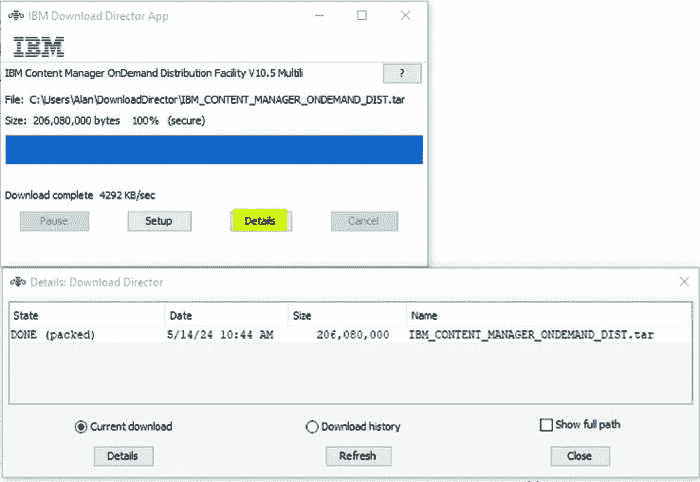 IBM Download Director App
IBM
IBM Content Manager OnDemand Distribution Facility V10.5 Multili
?
File: C:\Users\Alan\DownloadDirector\IBM_CONTENT_MANAGER_ONDEMAND_DIST.tar
Size: 206,080,000 bytes 100% (secure)
Download complete 4292 KB/sec
Pause Setup Details Cancel
Details: Download Director
State Date Size Name
DONE (packed) 5/14/24 10:44 AM 206,080,000 IBM_CONTENT_MANAGER_ONDEMAND_DIST.tar
Current download Download history Show full path
Details Refresh Close